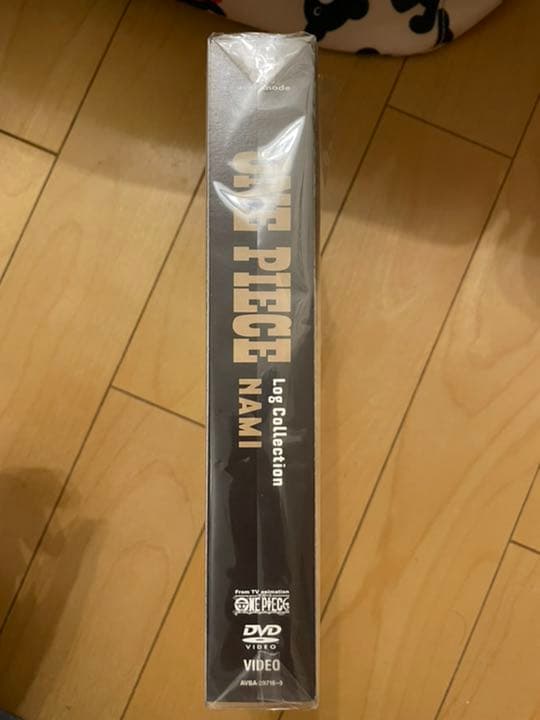 ONE PIECE
Log Collection
NAMI
From TV animation
ONE PIECE
DVD
VIDEO
VIDEO